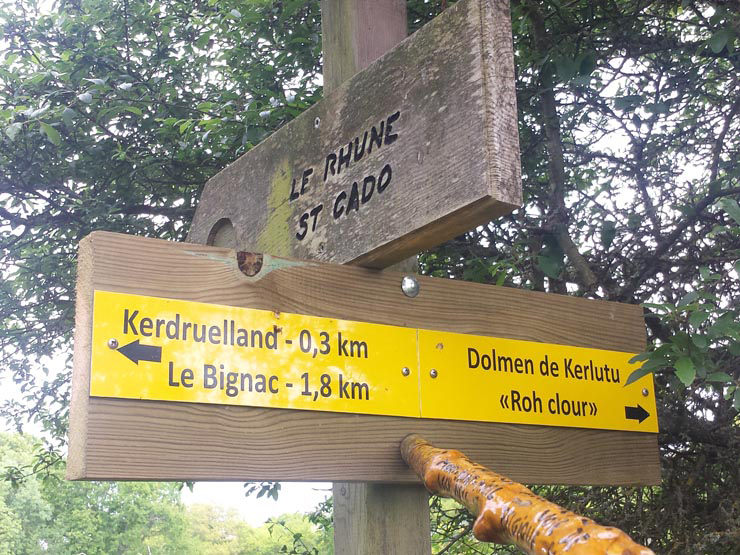 LE RHUNE
ST CADO
Kerdruelland - 0,3 km
Le Bignac - 1,8 km
Dolmen de Kerlutu
«Roh clour»